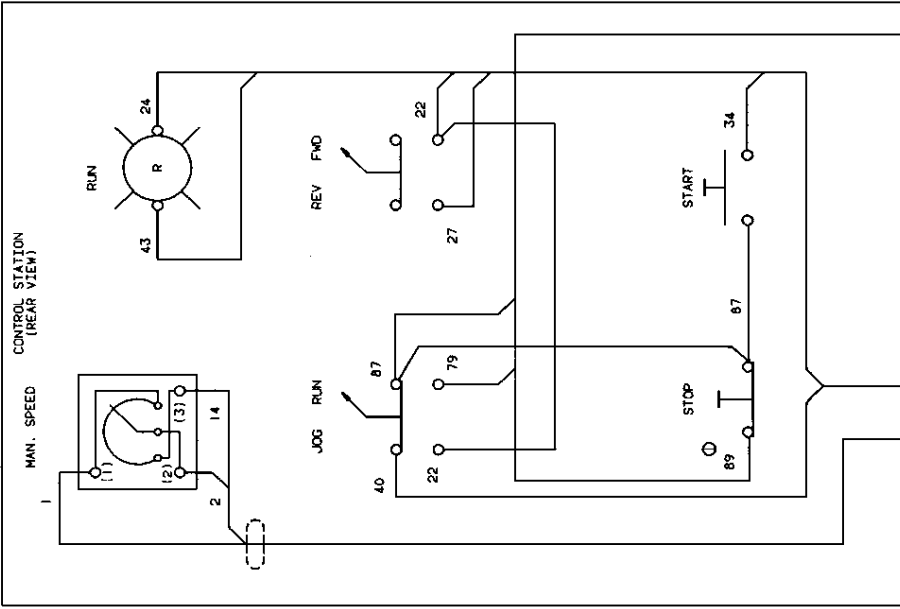 CONTROL STATION
(REAR VIEW)
MAN. SPEED
1
(1)
(2)
(3)
14
2
RUN
24
R
43
REV FWD
22
27
JOG RUN
87
79
40
22
START
34
87
STOP
89